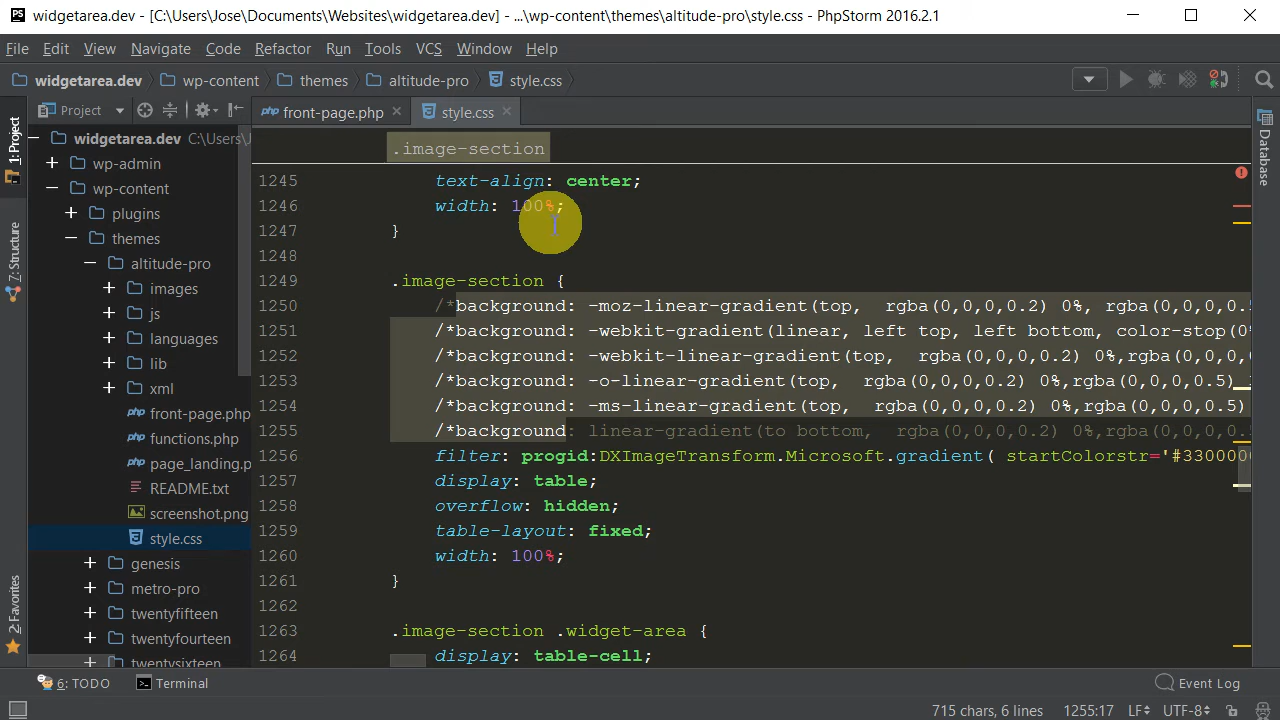 widgetarea.dev - [C:\Users\Jose\Documents\Websites\widgetarea.dev] - ...\wp-content\themes\altitude-pro\style.css - PhpStorm 2016.2.1
File Edit View Navigate Code Refactor Run Tools VCS Window Help
widgetarea.dev wp-content themes altitude-pro style.css
1: Project
7: Structure
2: Favorites
Project
widgetarea.dev C:\Users\J
wp-admin
wp-content
plugins
themes
altitude-pro
images
js
languages
lib
xml
front-page.php
functions.php
page_landing.p
README.txt
screenshot.png
style.css
genesis
metro-pro
twentyfifteen
twentyfourteen
twentysixteen
front-page.php style.css
.image-section
1245 text-align: center;
1246 width: 100%;
1247 }
1248
1249 .image-section {
1250 /*background: -moz-linear-gradient(top, rgba(0,0,0,0.2) 0%, rgba(0,0,0,0.5
1251 /*background: -webkit-gradient(linear, left top, left bottom, color-stop(0%
1252 /*background: -webkit-linear-gradient(top, rgba(0,0,0,0.2) 0%,rgba(0,0,0,
1253 /*background: -o-linear-gradient(top, rgba(0,0,0,0.2) 0%,rgba(0,0,0,0.5)
1254 /*background: -ms-linear-gradient(top, rgba(0,0,0,0.2) 0%,rgba(0,0,0,0.5)
1255 /*background: linear-gradient(to bottom, rgba(0,0,0,0.2) 0%,rgba(0,0,0,0.5
1256 filter: progid:DXImageTransform.Microsoft.gradient( startColorstr='#330000
1257 display: table;
1258 overflow: hidden;
1259 table-layout: fixed;
1260 width: 100%;
1261 }
1262
1263 .image-section .widget-area {
1264 display: table-cell;
Database
6: TODO Terminal Event Log
715 chars, 6 lines 1255:17 LF UTF-8